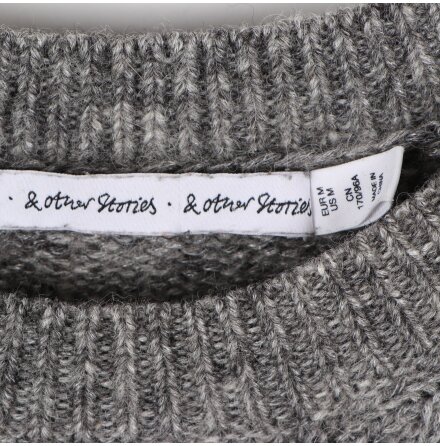 · & Other Stories · & Other Stories
EUR M
US M
CN
170/96A
MADE IN
CHINA